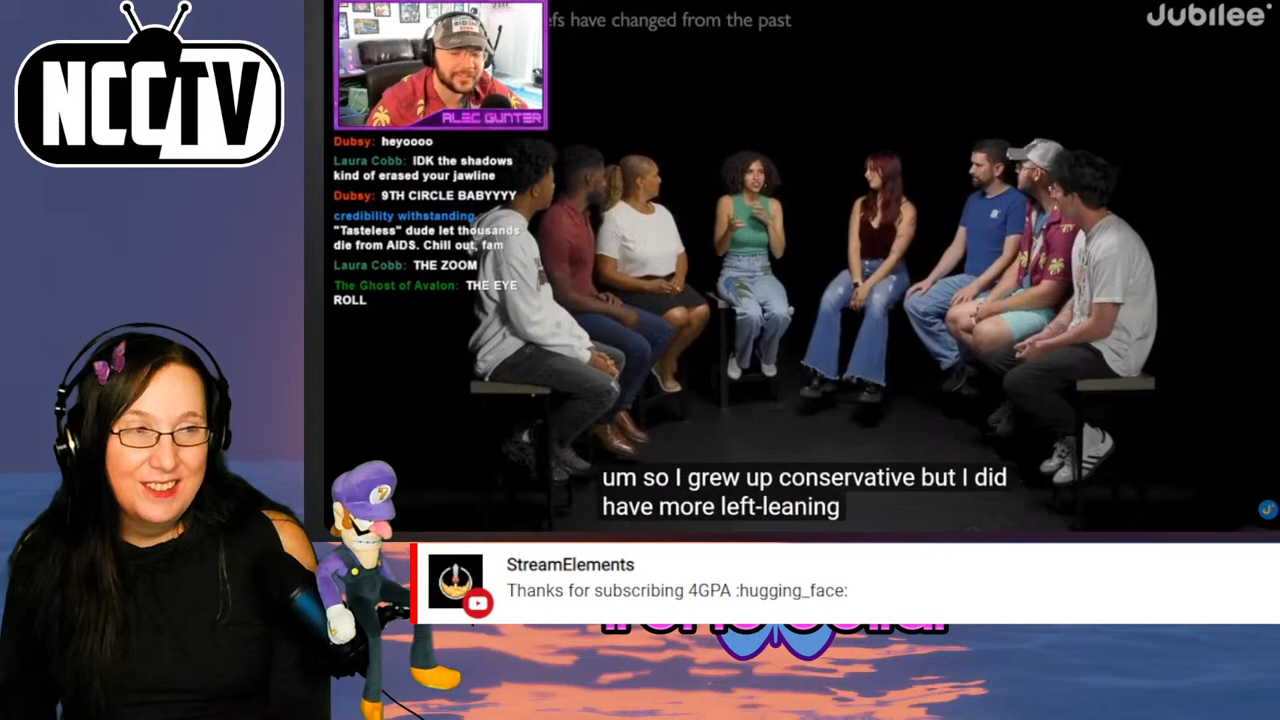 NCCTV
efs have changed from the past
Jubilee
ALEC GUNTER
Dubsy: heyoooo
Laura Cobb: IDK the shadows
kind of erased your jawline
Dubsy: 9TH CIRCLE BABYYYY
credibility withstanding:
"Tasteless" dude let thousands
die from AIDS. Chill out, fam
Laura Cobb: THE ZOOM
The Ghost of Avalon: THE EYE
ROLL
um so I grew up conservative but I did
have more left-leaning
StreamElements
Thanks for subscribing 4GPA :hugging_face: